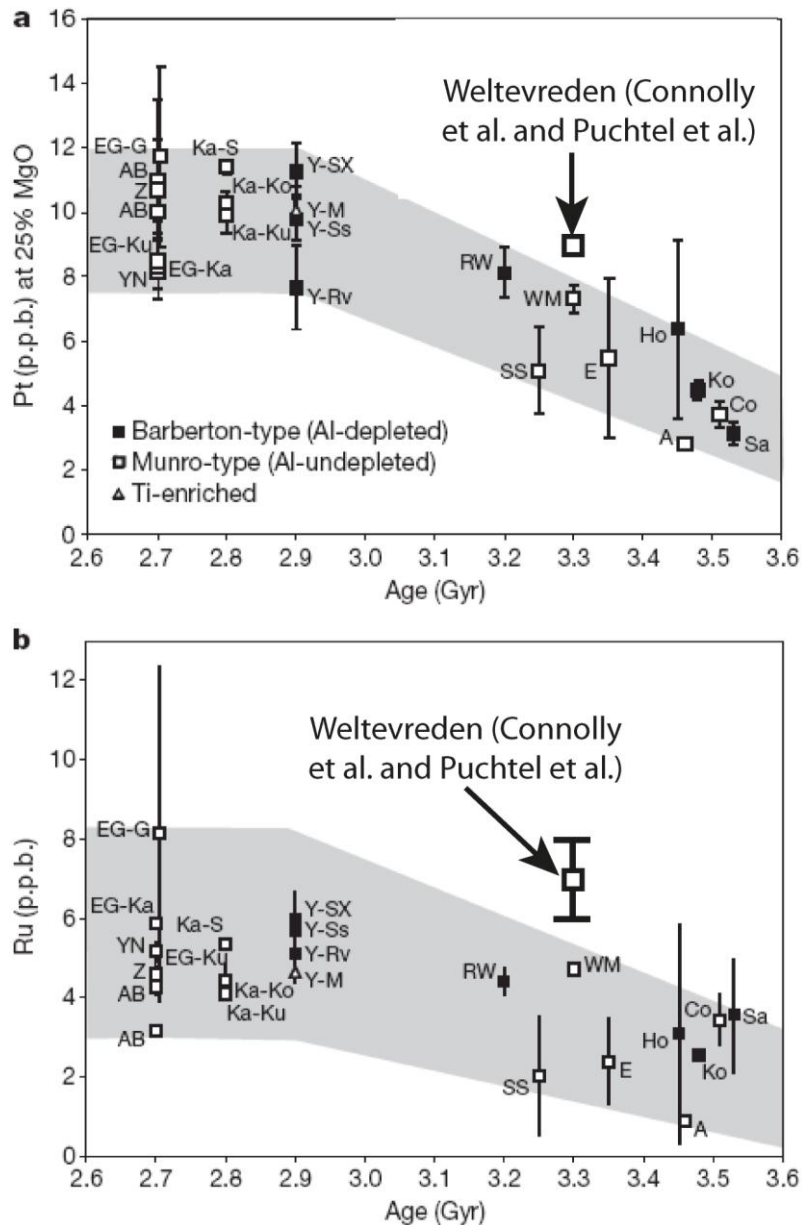 a
16
14
12
10
8
6
4
2
0
Pt (p.p.b.) at 25% MgO
Weltevreden (Connolly
et al. and Puchtel et al.)
EG-G
AB
Z
AB
EG-Ku
YN
EG-Ka
Ka-S
Ka-Ko
Ka-Ku
Y-SX
Y-M
Y-Ss
Y-Rv
RW
WM
SS
E
Ho
Ko
Co
A
Sa
Barberton-type (Al-depleted)
Munro-type (Al-undepleted)
Ti-enriched
2.6 2.7 2.8 2.9 3.0 3.1 3.2 3.3 3.4 3.5 3.6
Age (Gyr)
b
12
10
8
6
4
2
0
Ru (p.p.b.)
Weltevreden (Connolly
et al. and Puchtel et al.)
EG-G
EG-Ka
YN
EG-Ku
Z
AB
AB
Ka-S
Ka-Ko
Ka-Ku
Y-SX
Y-Ss
Y-Rv
Y-M
RW
WM
SS
E
Ho
Co
Sa
Ko
A
2.6 2.7 2.8 2.9 3.0 3.1 3.2 3.3 3.4 3.5 3.6
Age (Gyr)